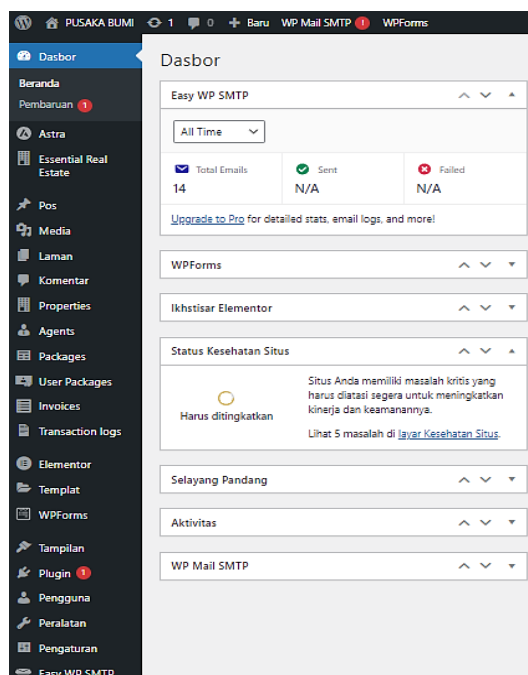 PUSAKA BUMI 1 0 + Baru WP Mail SMTP 1 WPForms
Dasbor
Beranda
Pembaruan 1
Astra
Essential Real
Estate
Pos
Media
Laman
Komentar
Properties
Agents
Packages
User Packages
Invoices
Transaction logs
Elementor
Templat
WPForms
Tampilan
Plugin 1
Pengguna
Peralatan
Pengaturan
Easy WP SMTP
Dasbor
Easy WP SMTP
All Time
Total Emails
14
Sent
N/A
Failed
N/A
Upgrade to Pro for detailed stats, email logs, and more!
WPForms
Ikhstisar Elementor
Status Kesehatan Situs
Harus ditingkatkan
Situs Anda memiliki masalah kritis yang
harus diatasi segera untuk meningkatkan
kinerja dan keamanannya.
Lihat 5 masalah di layar Kesehatan Situs.
Selayang Pandang
Aktivitas
WP Mail SMTP